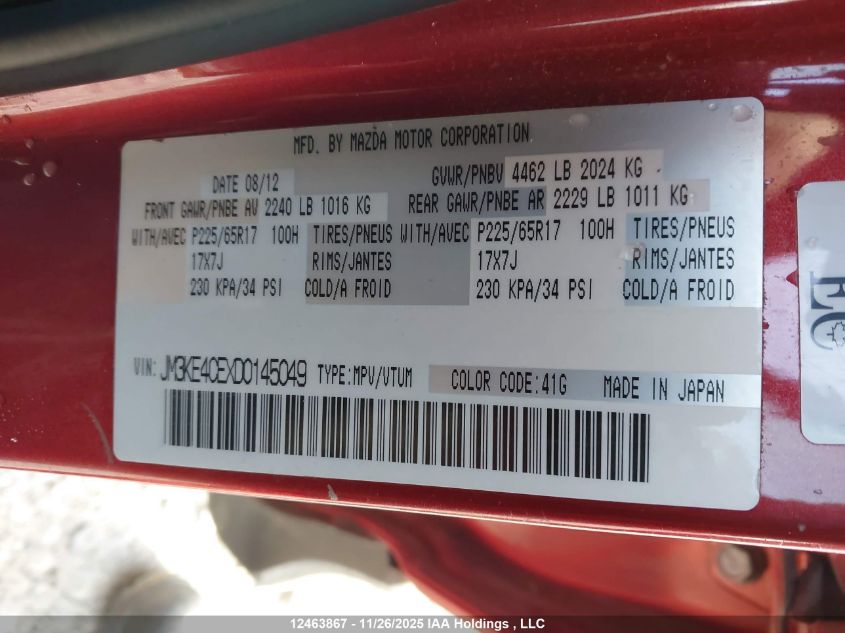 MFD. BY MAZDA MOTOR CORPORATION
DATE 08/12 GVWR/PNBV 4462 LB 2024 KG
FRONT GAWR/PNBE AV 2240 LB 1016 KG REAR GAWR/PNBE AR 2229 LB 1011 KG
WITH/AVEC P225/65R17 100H TIRES/PNEUS WITH/AVEC P225/65R17 100H TIRES/PNEUS
17X7J RIMS/JANTES 17X7J RIMS/JANTES
230 KPA/34 PSI COLD/A FROID 230 KPA/34 PSI COLD/A FROID
VIN: JM3KE4CEXD0145049 TYPE:MPV/VTUM COLOR CODE:41G MADE IN JAPAN
EC
12463867 - 11/26/2025 IAA Holdings , LLC